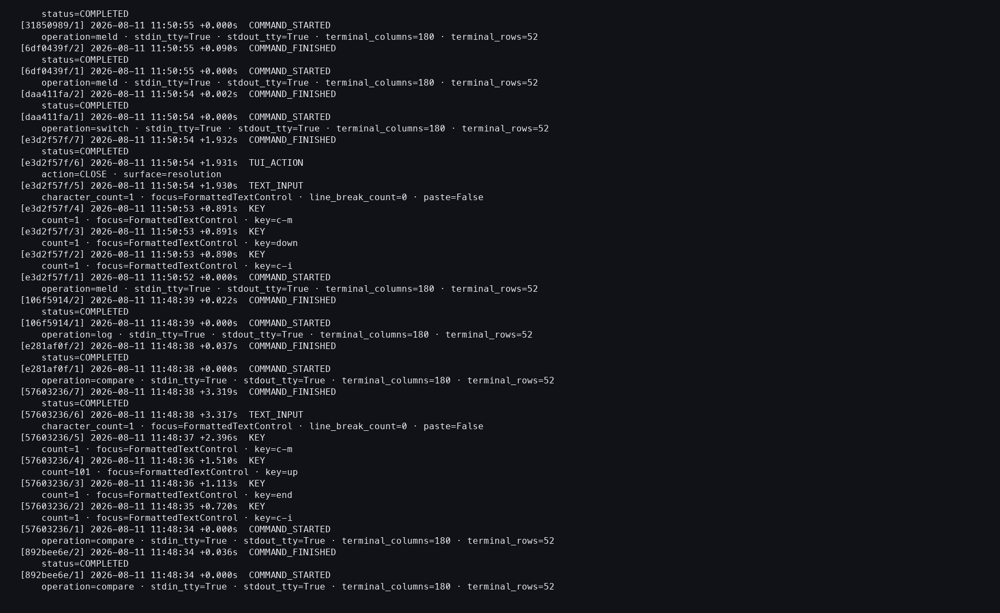 status=COMPLETED
[31850989/1] 2026-08-11 11:50:55 +0.000s  COMMAND_STARTED
operation=meld · stdin_tty=True · stdout_tty=True · terminal_columns=180 · terminal_rows=52
[6df0439f/2] 2026-08-11 11:50:55 +0.090s  COMMAND_FINISHED
status=COMPLETED
[6df0439f/1] 2026-08-11 11:50:55 +0.000s  COMMAND_STARTED
operation=meld · stdin_tty=True · stdout_tty=True · terminal_columns=180 · terminal_rows=52
[daa411fa/2] 2026-08-11 11:50:54 +0.002s  COMMAND_FINISHED
status=COMPLETED
[daa411fa/1] 2026-08-11 11:50:54 +0.000s  COMMAND_STARTED
operation=switch · stdin_tty=True · stdout_tty=True · terminal_columns=180 · terminal_rows=52
[e3d2f57f/7] 2026-08-11 11:50:54 +1.932s  COMMAND_FINISHED
status=COMPLETED
[e3d2f57f/6] 2026-08-11 11:50:54 +1.931s  TUI_ACTION
action=CLOSE · surface=resolution
[e3d2f57f/5] 2026-08-11 11:50:54 +1.930s  TEXT_INPUT
character_count=1 · focus=FormattedTextControl · line_break_count=0 · paste=False
[e3d2f57f/4] 2026-08-11 11:50:53 +0.891s  KEY
count=1 · focus=FormattedTextControl · key=c-m
[e3d2f57f/3] 2026-08-11 11:50:53 +0.891s  KEY
count=1 · focus=FormattedTextControl · key=down
[e3d2f57f/2] 2026-08-11 11:50:53 +0.890s  KEY
count=1 · focus=FormattedTextControl · key=c-i
[e3d2f57f/1] 2026-08-11 11:50:52 +0.000s  COMMAND_STARTED
operation=meld · stdin_tty=True · stdout_tty=True · terminal_columns=180 · terminal_rows=52
[106f5914/2] 2026-08-11 11:48:39 +0.022s  COMMAND_FINISHED
status=COMPLETED
[106f5914/1] 2026-08-11 11:48:39 +0.000s  COMMAND_STARTED
operation=log · stdin_tty=True · stdout_tty=True · terminal_columns=180 · terminal_rows=52
[e281af0f/2] 2026-08-11 11:48:38 +0.037s  COMMAND_FINISHED
status=COMPLETED
[e281af0f/1] 2026-08-11 11:48:38 +0.000s  COMMAND_STARTED
operation=compare · stdin_tty=True · stdout_tty=True · terminal_columns=180 · terminal_rows=52
[57603236/7] 2026-08-11 11:48:38 +3.319s  COMMAND_FINISHED
status=COMPLETED
[57603236/6] 2026-08-11 11:48:38 +3.317s  TEXT_INPUT
character_count=1 · focus=FormattedTextControl · line_break_count=0 · paste=False
[57603236/5] 2026-08-11 11:48:37 +2.396s  KEY
count=1 · focus=FormattedTextControl · key=c-m
[57603236/4] 2026-08-11 11:48:36 +1.510s  KEY
count=101 · focus=FormattedTextControl · key=up
[57603236/3] 2026-08-11 11:48:36 +1.113s  KEY
count=1 · focus=FormattedTextControl · key=end
[57603236/2] 2026-08-11 11:48:35 +0.720s  KEY
count=1 · focus=FormattedTextControl · key=c-i
[57603236/1] 2026-08-11 11:48:34 +0.000s  COMMAND_STARTED
operation=compare · stdin_tty=True · stdout_tty=True · terminal_columns=180 · terminal_rows=52
[892bee6e/2] 2026-08-11 11:48:34 +0.036s  COMMAND_FINISHED
status=COMPLETED
[892bee6e/1] 2026-08-11 11:48:34 +0.000s  COMMAND_STARTED
operation=compare · stdin_tty=True · stdout_tty=True · terminal_columns=180 · terminal_rows=52